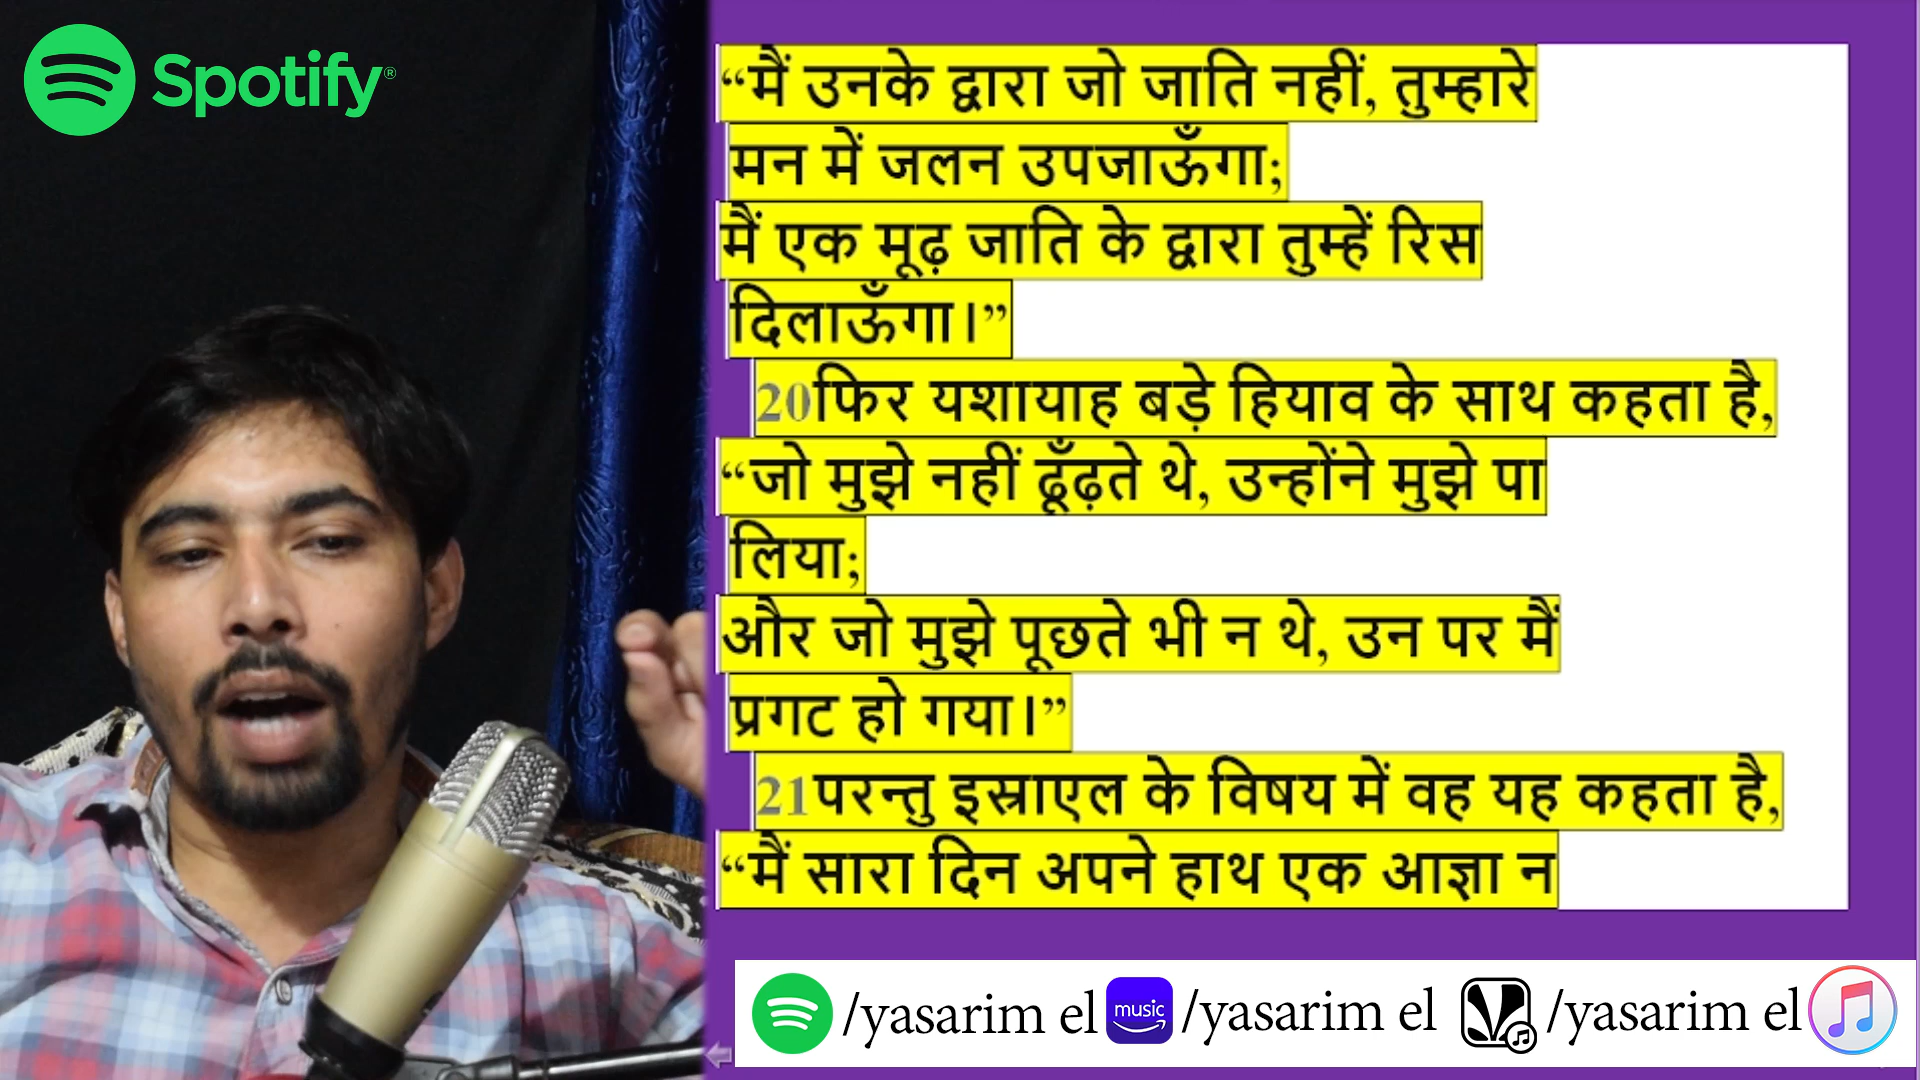 Spotify®
“मैं उनके द्वारा जो जाति नहीं, तुम्हारे
मन में जलन उपजाऊँगा;
मैं एक मूढ़ जाति के द्वारा तुम्हें रिस
दिलाऊँगा।”
20फिर यशायाह बड़े हियाव के साथ कहता है,
“जो मुझे नहीं ढूँढ़ते थे, उन्होंने मुझे पा
लिया;
और जो मुझे पूछते भी न थे, उन पर मैं
प्रगट हो गया।”
21परन्तु इस्राएल के विषय में वह यह कहता है,
“मैं सारा दिन अपने हाथ एक आज्ञा न
/yasarim el music /yasarim el /yasarim el